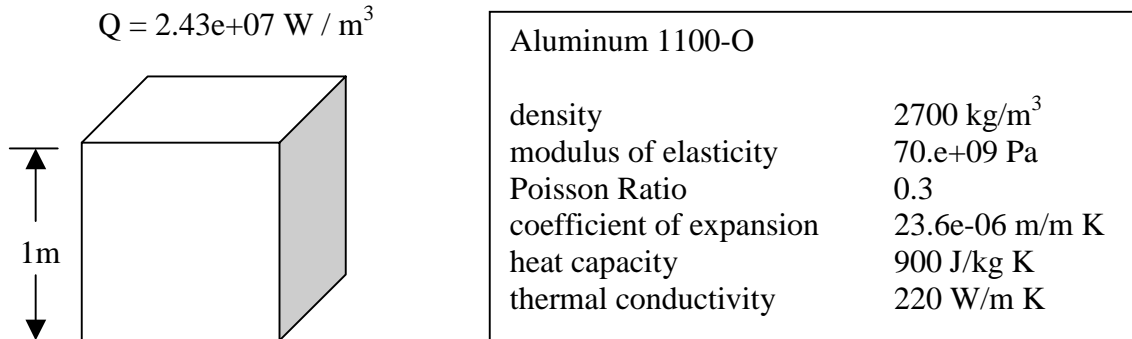 Q = 2.43e+07 W / m³
1m
Aluminum 1100-O
density 2700 kg/m³
modulus of elasticity 70.e+09 Pa
Poisson Ratio 0.3
coefficient of expansion 23.6e-06 m/m K
heat capacity 900 J/kg K
thermal conductivity 220 W/m K